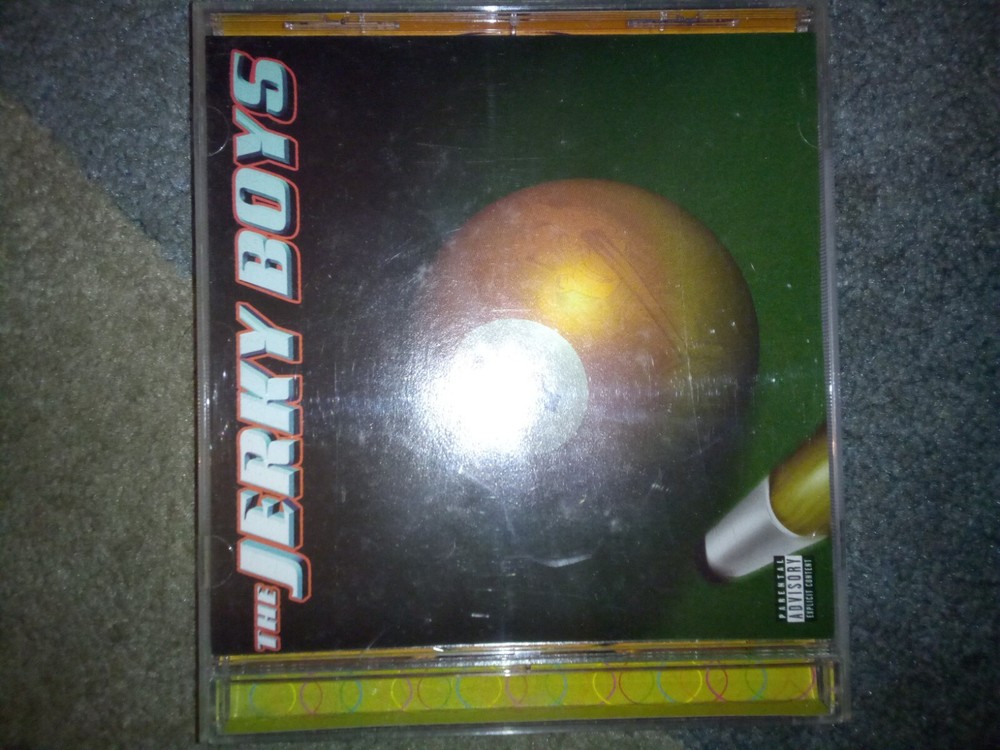 THE JERKY BOYS
PARENTAL
ADVISORY
EXPLICIT CONTENT